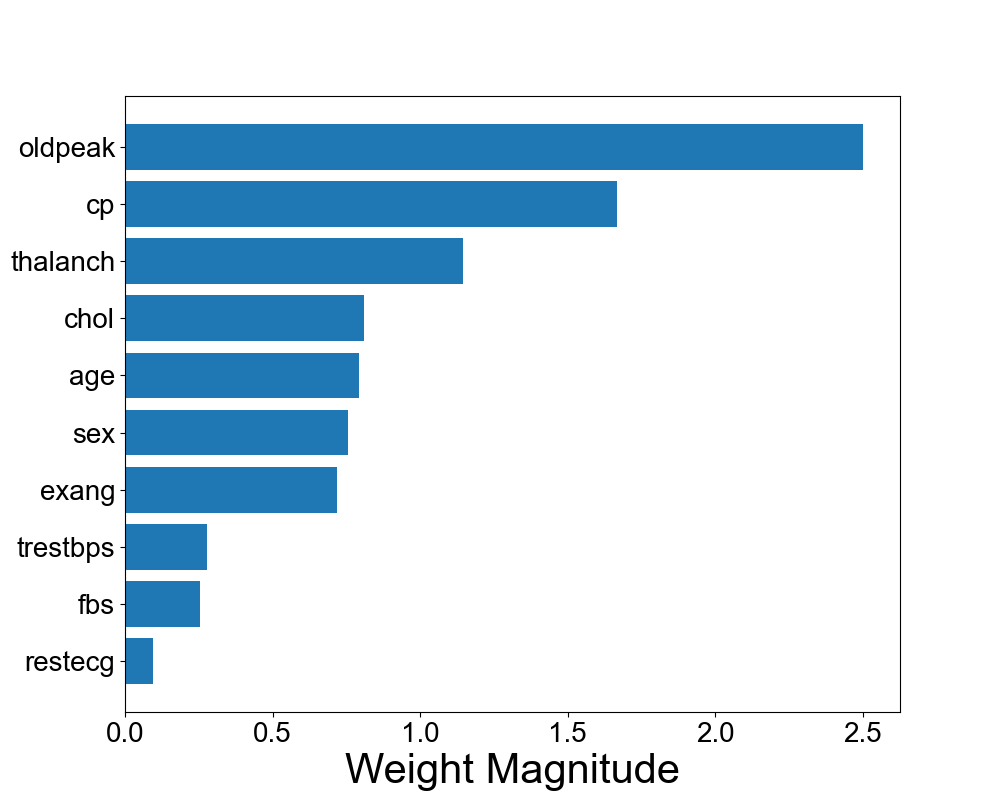 oldpeak
cp
thalanch
chol
age
sex
exang
trestbps
fbs
restecg
0.0 0.5 1.0 1.5 2.0 2.5
Weight Magnitude